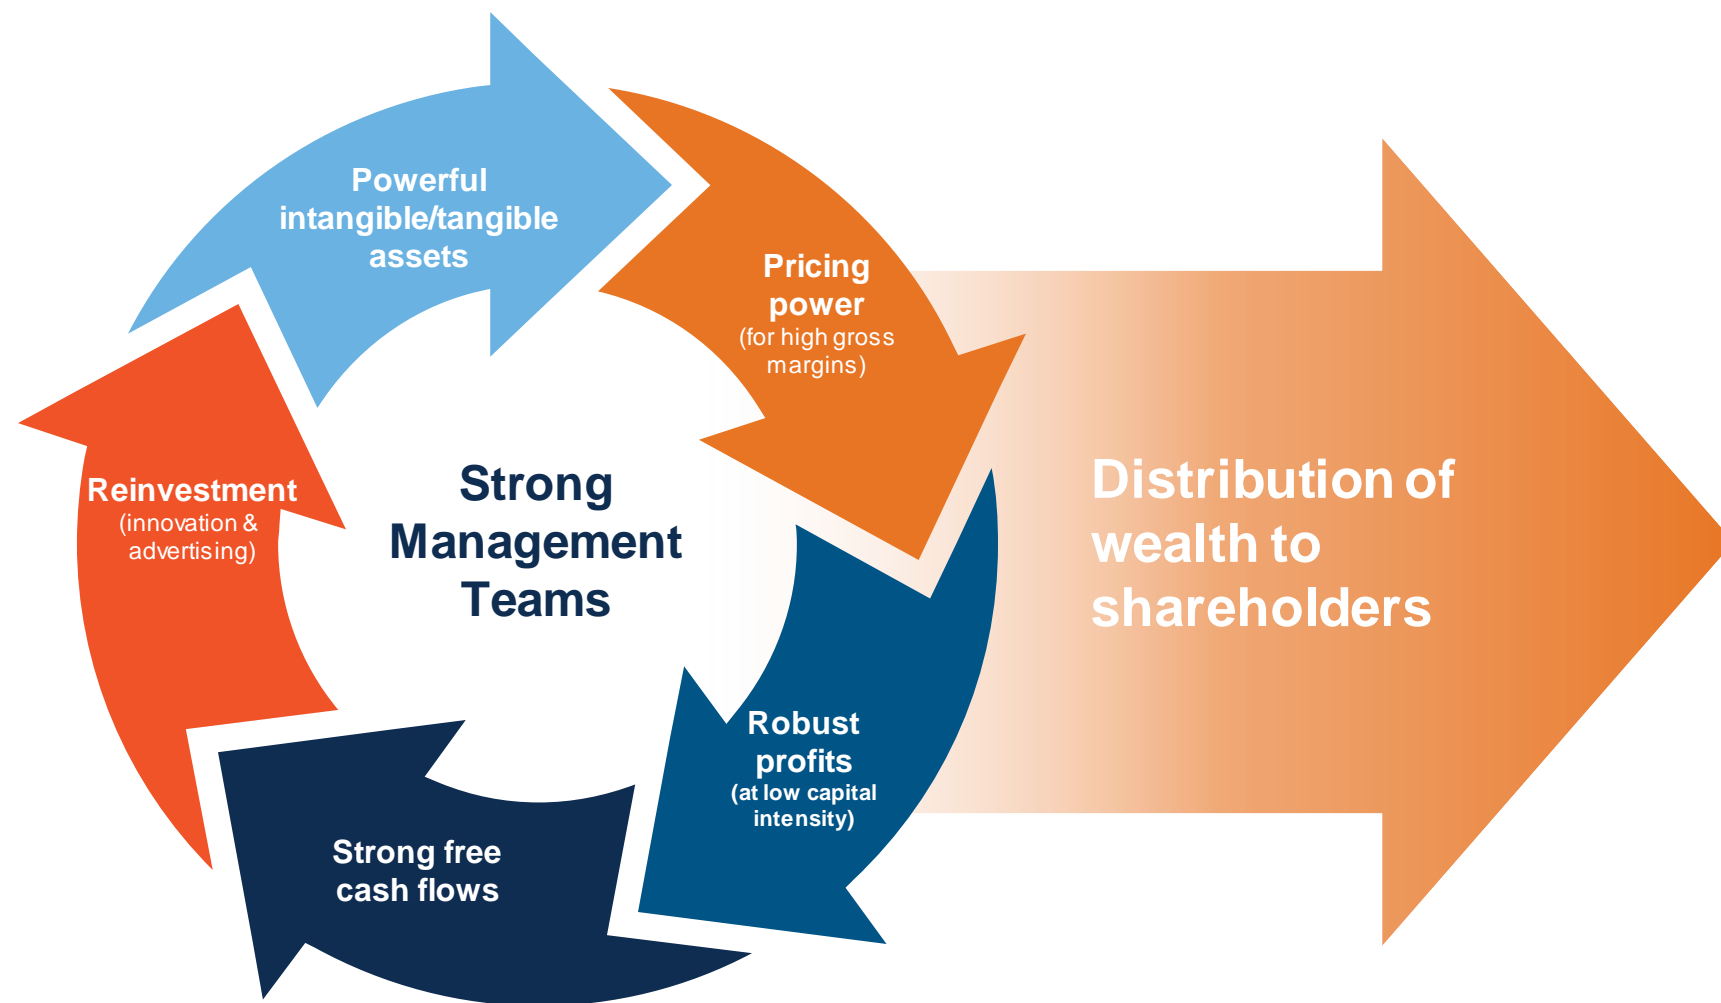 Powerful
intangible/tangible
assets
Pricing
power
(for high gross
margins)
Robust
profits
(at low capital
intensity)
Strong free
cash flows
Reinvestment
(innovation &
advertising)
Strong
Management
Teams
Distribution of
wealth to
shareholders